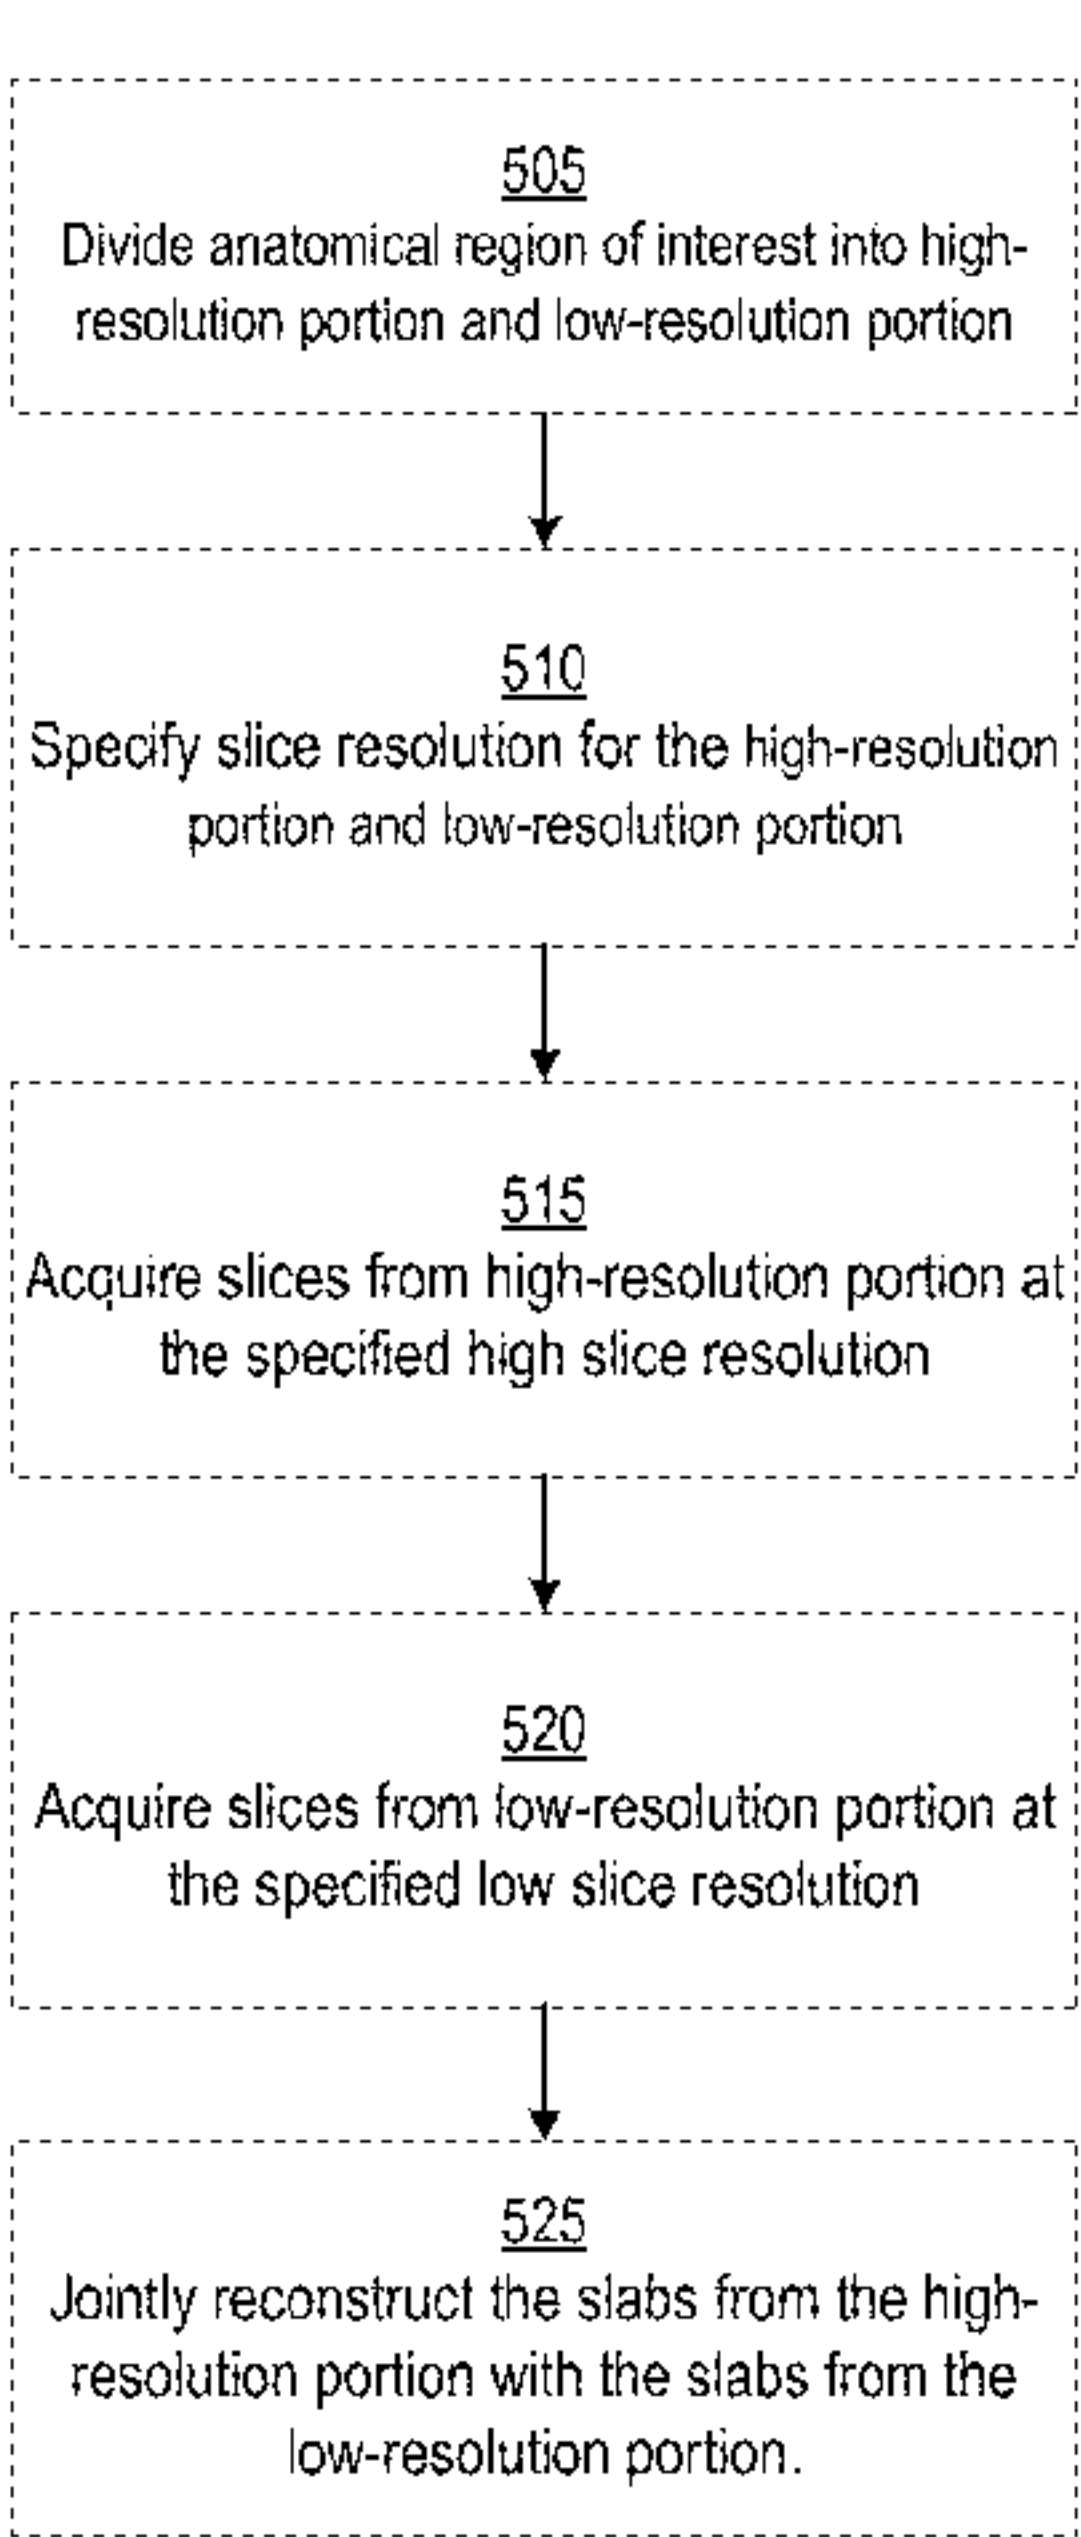 505
Divide anatomical region of interest into high-
resolution portion and low-resolution portion
510
Specify slice resolution for the high-resolution
portion and low-resolution portion
515
Acquire slices from high-resolution portion at
the specified high slice resolution
520
Acquire slices from low-resolution portion at
the specified low slice resolution
525
Jointly reconstruct the slabs from the high-
resolution portion with the slabs from the
low-resolution portion.